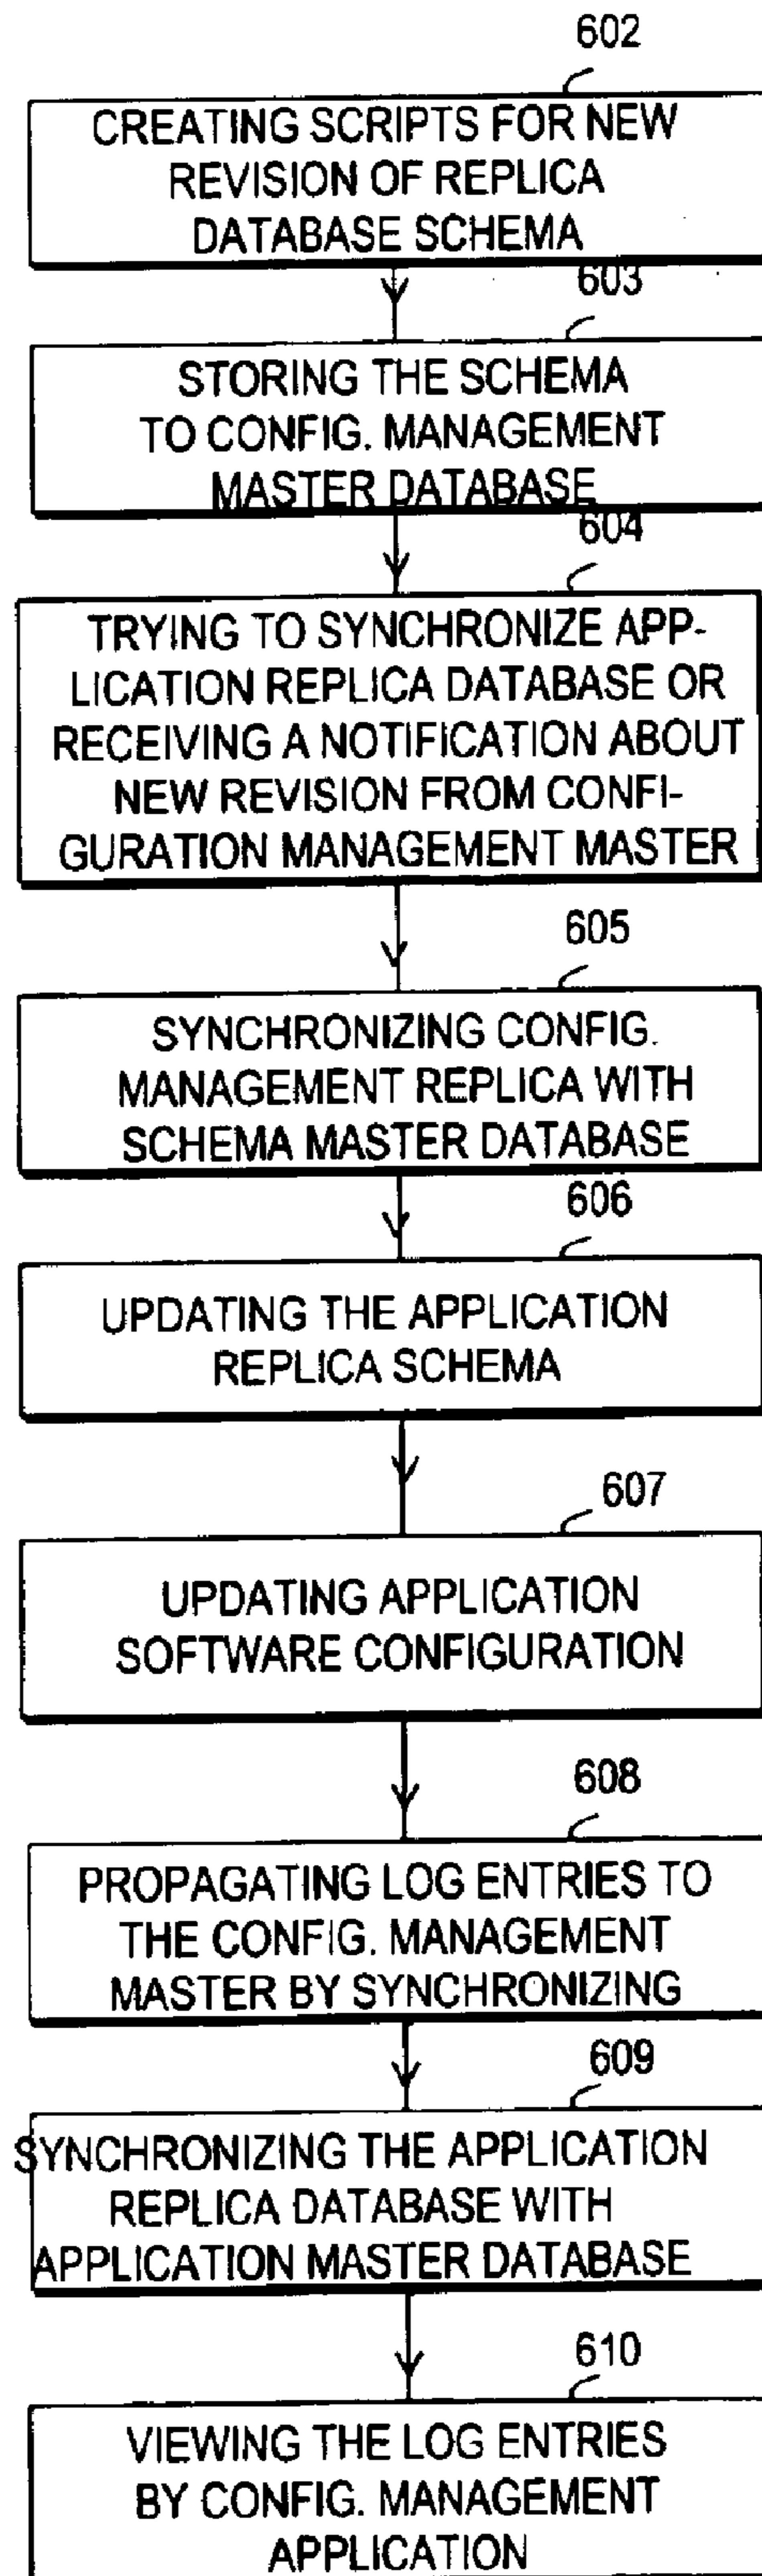 602
CREATING SCRIPTS FOR NEW
REVISION OF REPLICA
DATABASE SCHEMA
603
STORING THE SCHEMA
TO CONFIG. MANAGEMENT
MASTER DATABASE
604
TRYING TO SYNCHRONIZE APP-
LICATION REPLICA DATABASE OR
RECEIVING A NOTIFICATION ABOUT
NEW REVISION FROM CONFI-
GURATION MANAGEMENT MASTER
605
SYNCHRONIZING CONFIG.
MANAGEMENT REPLICA WITH
SCHEMA MASTER DATABASE
606
UPDATING THE APPLICATION
REPLICA SCHEMA
607
UPDATING APPLICATION
SOFTWARE CONFIGURATION
608
PROPAGATING LOG ENTRIES TO
THE CONFIG. MANAGEMENT
MASTER BY SYNCHRONIZING
609
SYNCHRONIZING THE APPLICATION
REPLICA DATABASE WITH
APPLICATION MASTER DATABASE
610
VIEWING THE LOG ENTRIES
BY CONFIG. MANAGEMENT
APPLICATION